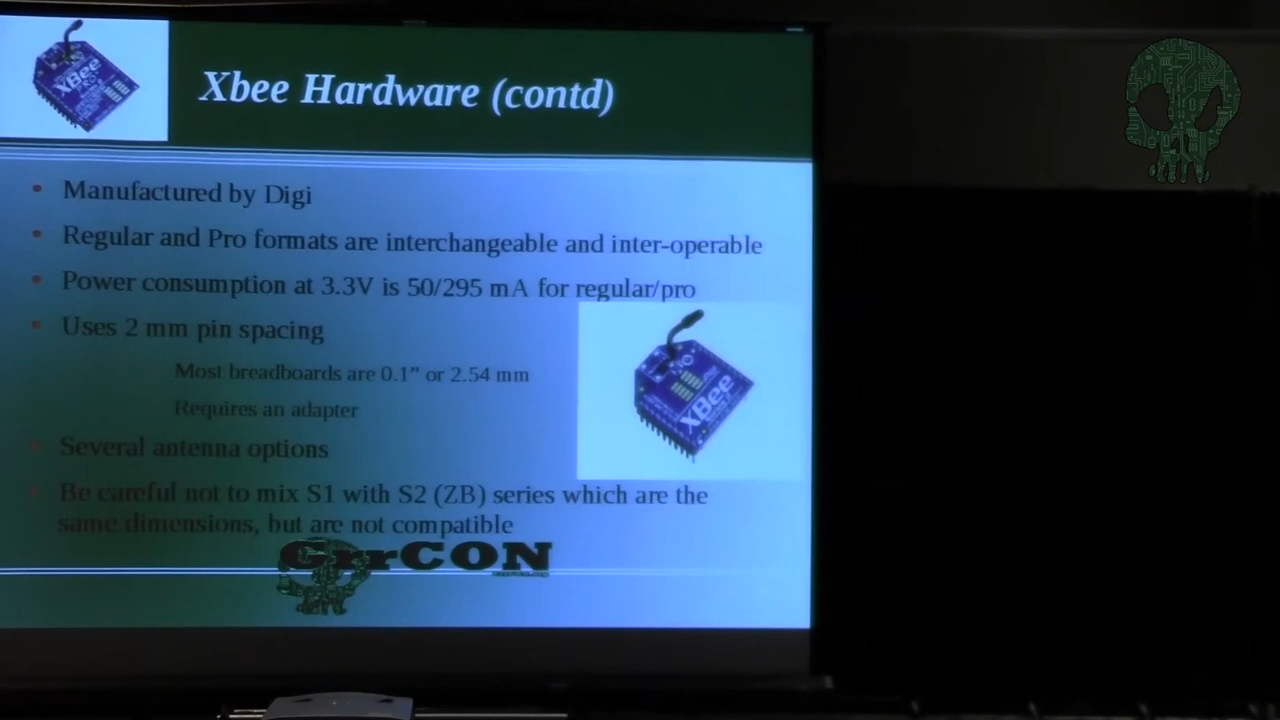 XBee
Xbee Hardware (contd)
Manufactured by Digi
Regular and Pro formats are interchangeable and inter-operable
Power consumption at 3.3V is 50/295 mA for regular/pro
Uses 2 mm pin spacing
Most breadboards are 0.1” or 2.54 mm
Requires an adapter
XBee
Several antenna options
Be careful not to mix S1 with S2 (ZB) series which are the
same dimensions, but are not compatible
GrrCON